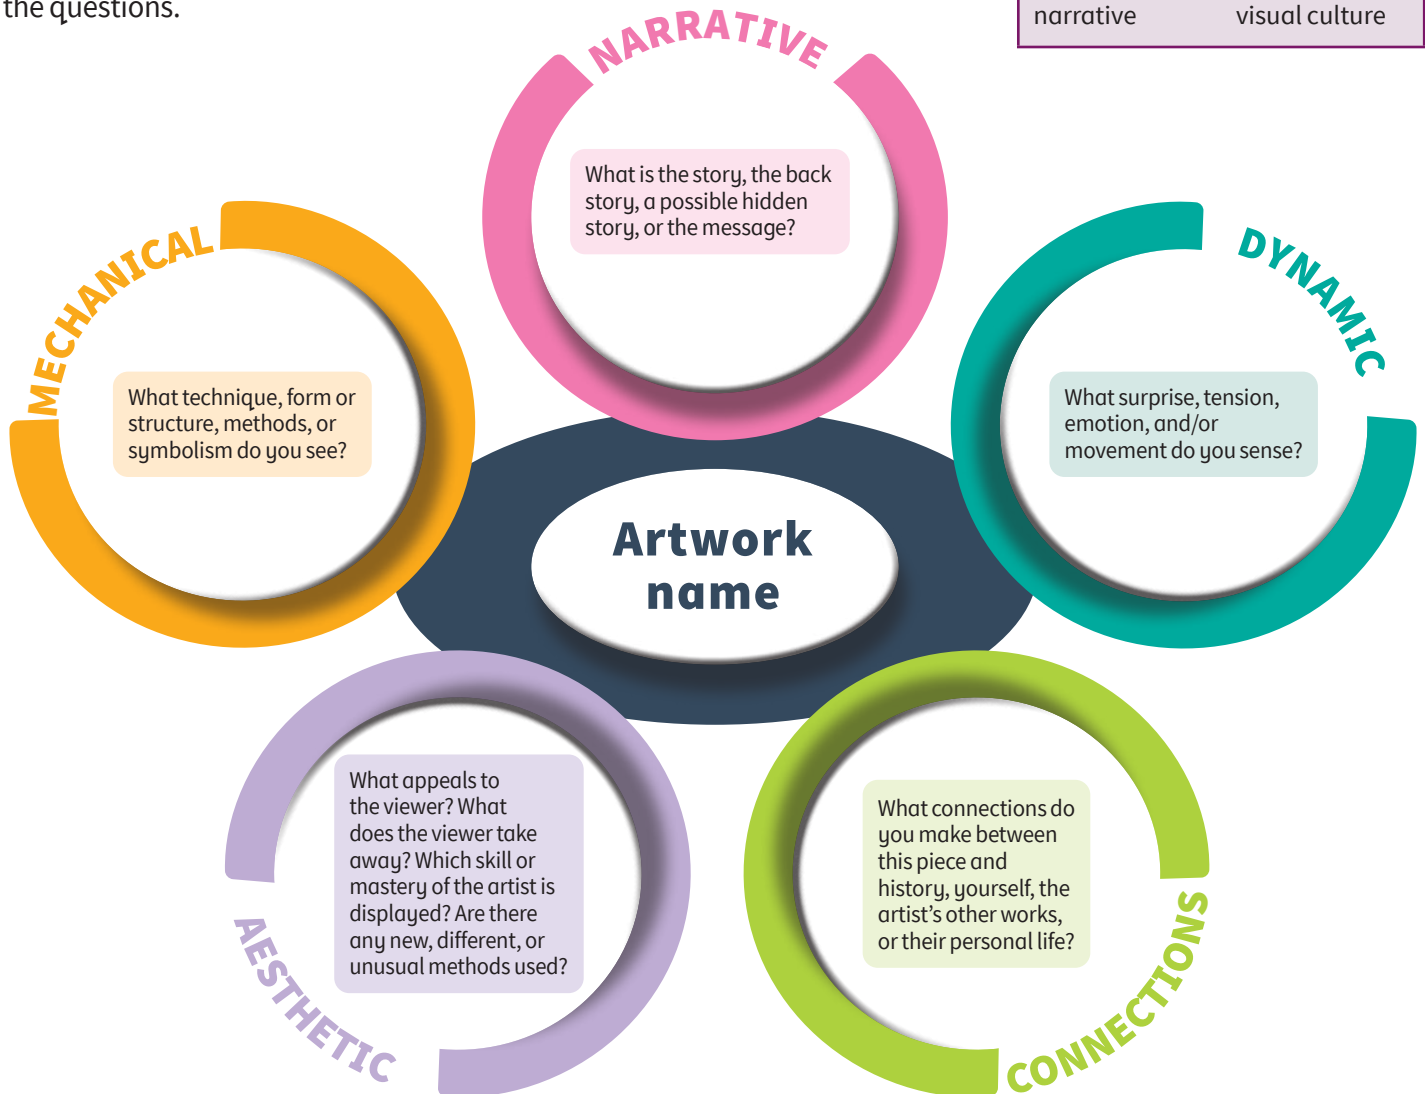 the questions.
narrative visual culture
NARRATIVE
What is the story, the back
story, a possible hidden
story, or the message?
MECHANICAL
What technique, form or
structure, methods, or
symbolism do you see?
DYNAMIC
What surprise, tension,
emotion, and/or
movement do you sense?
Artwork
name
AESTHETIC
What appeals to
the viewer? What
does the viewer take
away? Which skill or
mastery of the artist is
displayed? Are there
any new, different, or
unusual methods used?
CONNECTIONS
What connections do
you make between
this piece and
history, yourself, the
artist’s other works,
or their personal life?